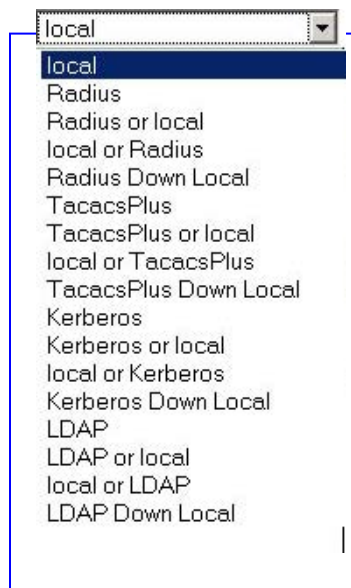 local
local
Radius
Radius or local
local or Radius
Radius Down Local
TacacsPlus
TacacsPlus or local
local or TacacsPlus
TacacsPlus Down Local
Kerberos
Kerberos or local
local or Kerberos
Kerberos Down Local
LDAP
LDAP or local
local or LDAP
LDAP Down Local